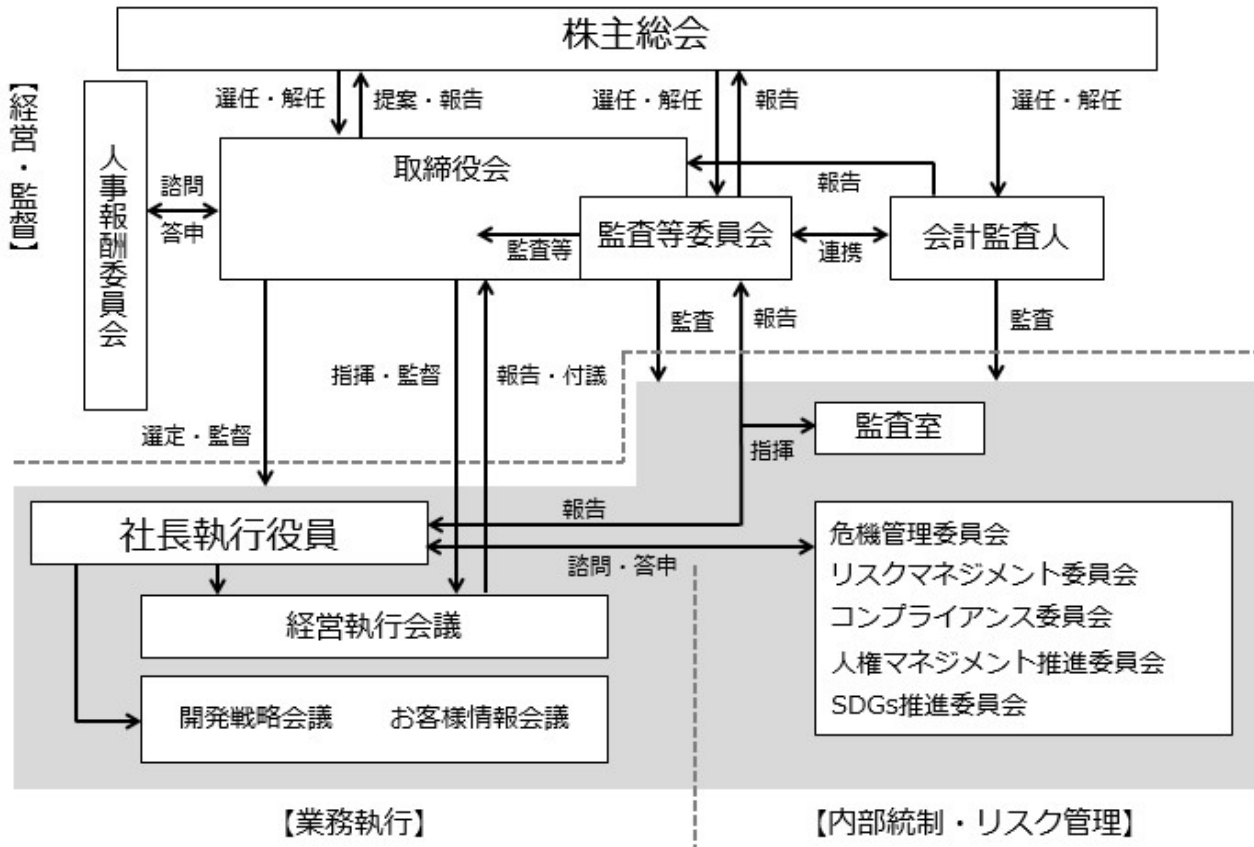 株主総会
【経営・監督】
選任・解任
提案・報告
選任・解任
報告
選任・解任
人事報酬委員会
諮問
答申
取締役会
報告
監査等
監査等委員会
連携
会計監査人
監査
報告
監査
指揮・監督
報告・付議
選定・監督
監査室
指揮
社長執行役員
報告
諮問・答申
危機管理委員会
リスクマネジメント委員会
コンプライアンス委員会
人権マネジメント推進委員会
SDGs推進委員会
経営執行会議
開発戦略会議 お客様情報会議
【業務執行】
【内部統制・リスク管理】